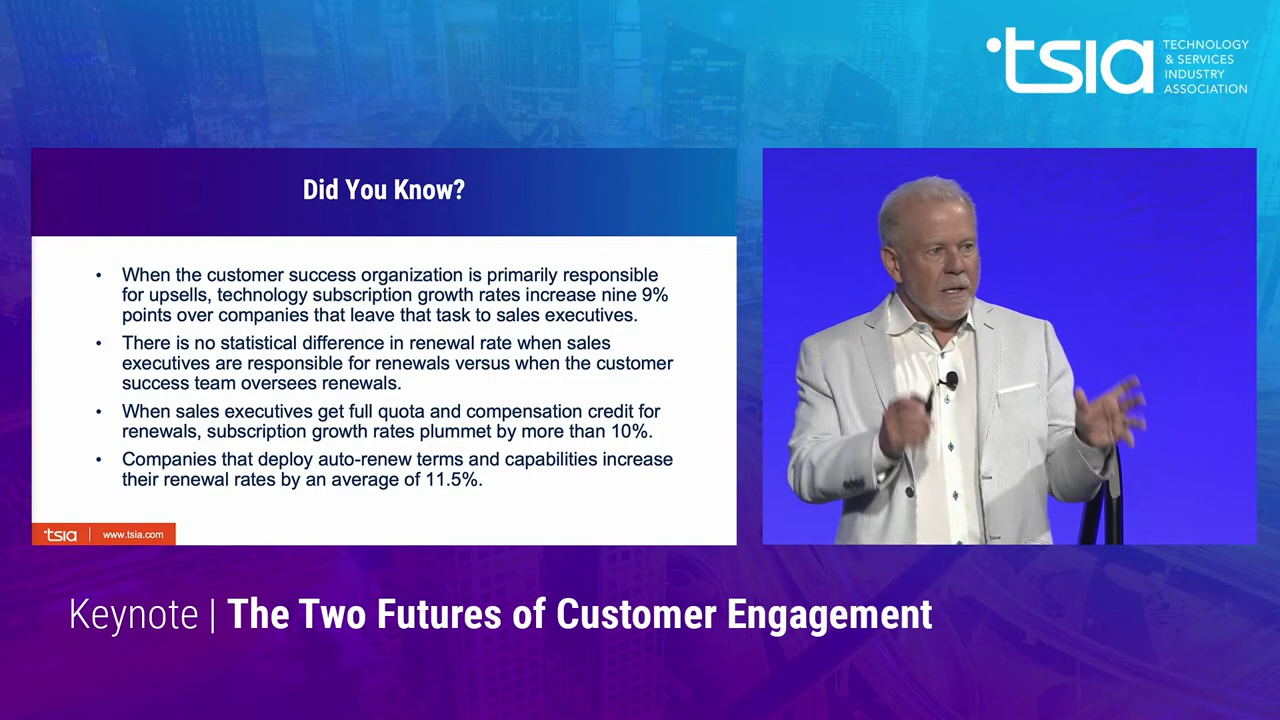 tsia TECHNOLOGY
& SERVICES
INDUSTRY
ASSOCIATION
Did You Know?
• When the customer success organization is primarily responsible
for upsells, technology subscription growth rates increase nine 9%
points over companies that leave that task to sales executives.
• There is no statistical difference in renewal rate when sales
executives are responsible for renewals versus when the customer
success team oversees renewals.
• When sales executives get full quota and compensation credit for
renewals, subscription growth rates plummet by more than 10%.
• Companies that deploy auto-renew terms and capabilities increase
their renewal rates by an average of 11.5%.
tsia | www.tsia.com
Keynote | The Two Futures of Customer Engagement